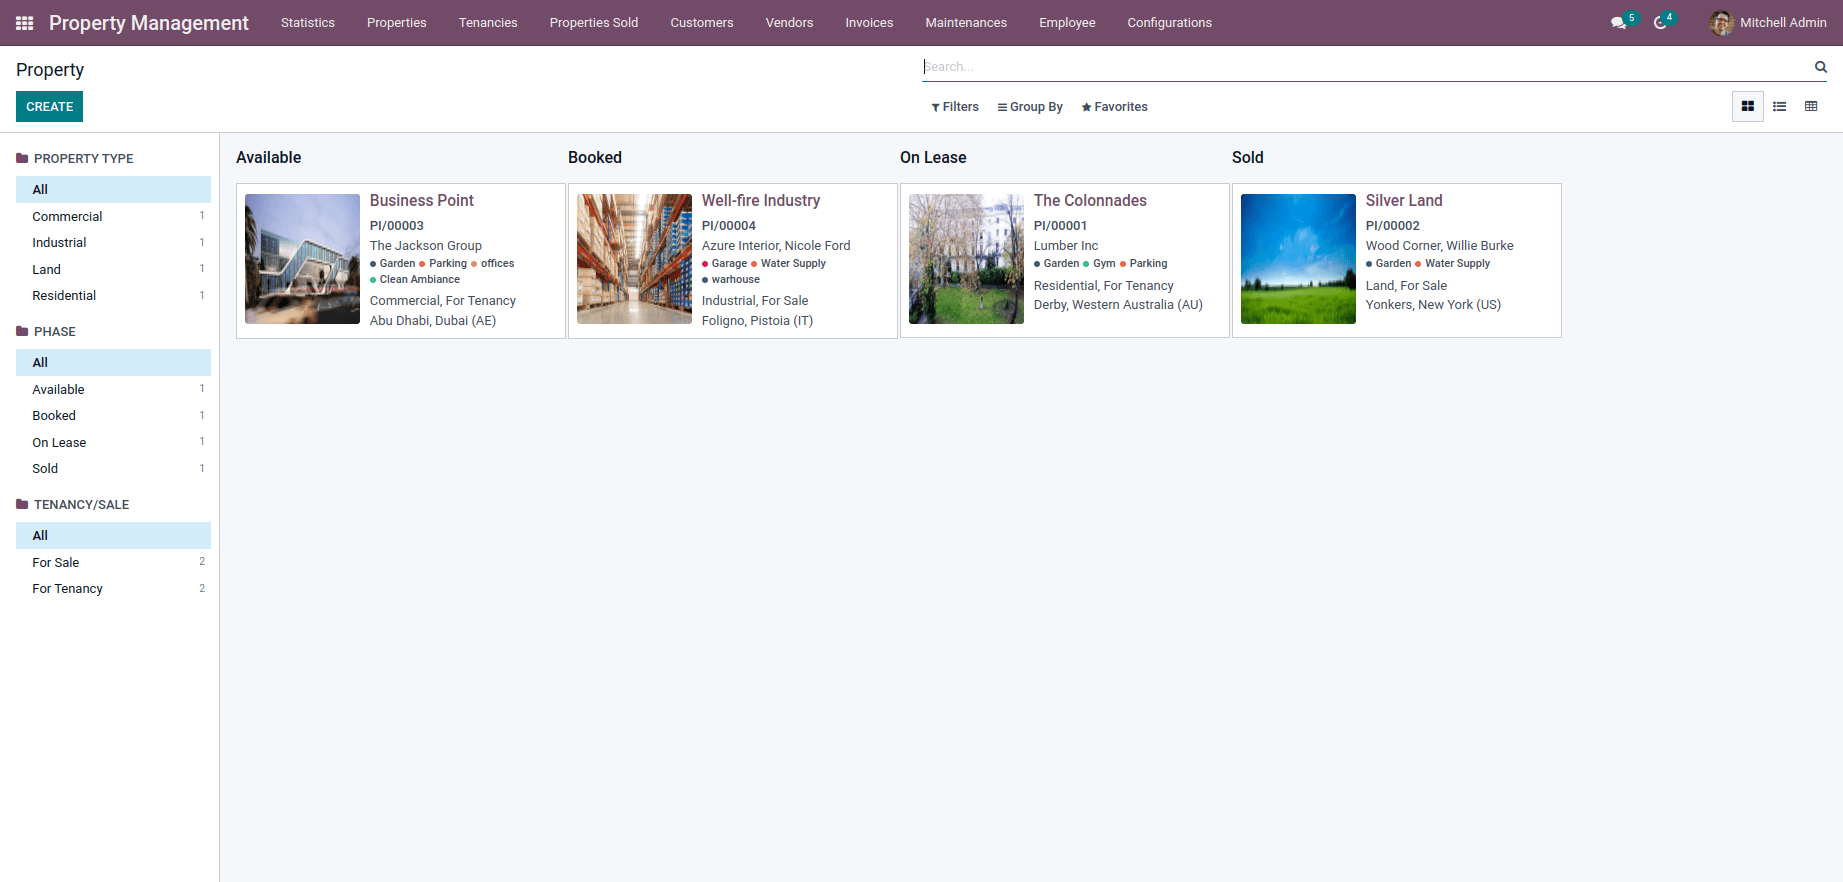 Property Management Statistics Properties Tenancies Properties Sold Customers Vendors Invoices Maintenances Employee Configurations 5 4 Mitchell Admin
Property
Search...
CREATE
Filters Group By Favorites
PROPERTY TYPE
All
Commercial 1
Industrial 1
Land 1
Residential 1
PHASE
All
Available 1
Booked 1
On Lease 1
Sold 1
TENANCY/SALE
All
For Sale 2
For Tenancy 2
Available
Business Point
PI/00003
The Jackson Group
Garden Parking offices
Clean Ambiance
Commercial, For Tenancy
Abu Dhabi, Dubai (AE)
Booked
Well-fire Industry
PI/00004
Azure Interior, Nicole Ford
Garage Water Supply
warhouse
Industrial, For Sale
Foligno, Pistoia (IT)
On Lease
The Colonnades
PI/00001
Lumber Inc
Garden Gym Parking
Residential, For Tenancy
Derby, Western Australia (AU)
Sold
Silver Land
PI/00002
Wood Corner, Willie Burke
Garden Water Supply
Land, For Sale
Yonkers, New York (US)